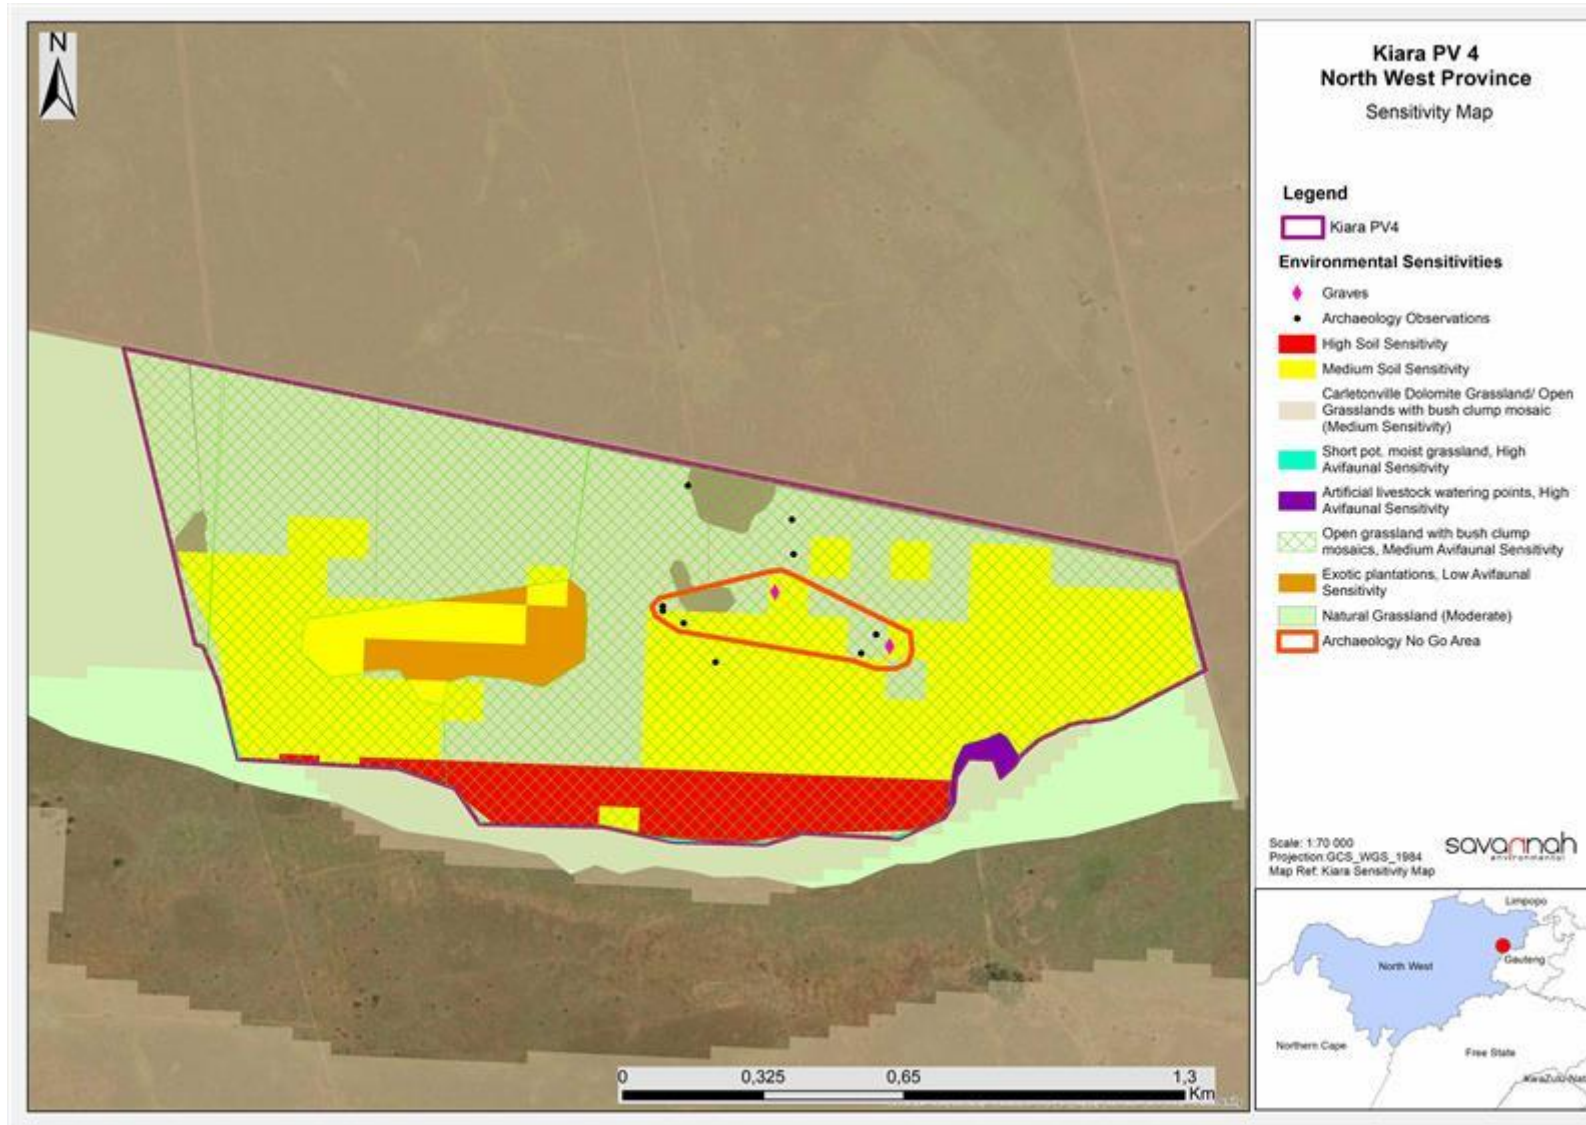 N
Kiara PV 4
North West Province
Sensitivity Map
Legend
Kiara PV4
Environmental Sensitivities
Graves
Archaeology Observations
High Soil Sensitivity
Medium Soil Sensitivity
Carletonville Dolomite Grassland/ Open
Grasslands with bush clump mosaic
(Medium Sensitivity)
Short pot. moist grassland, High
Avifaunal Sensitivity
Artificial livestock watering points, High
Avifaunal Sensitivity
Open grassland with bush clump
mosaics, Medium Avifaunal Sensitivity
Exotic plantations, Low Avifaunal
Sensitivity
Natural Grassland (Moderate)
Archaeology No Go Area
Scale: 1:70 000
Projection:GCS_WGS_1984
Map Ref: Kiara Sensitivity Map
savannah
environmental
0 0,325 0,65 1,3
Km
Limpopo
North West
Gauteng
Northern Cape
Free State
KwaZulu-Nat